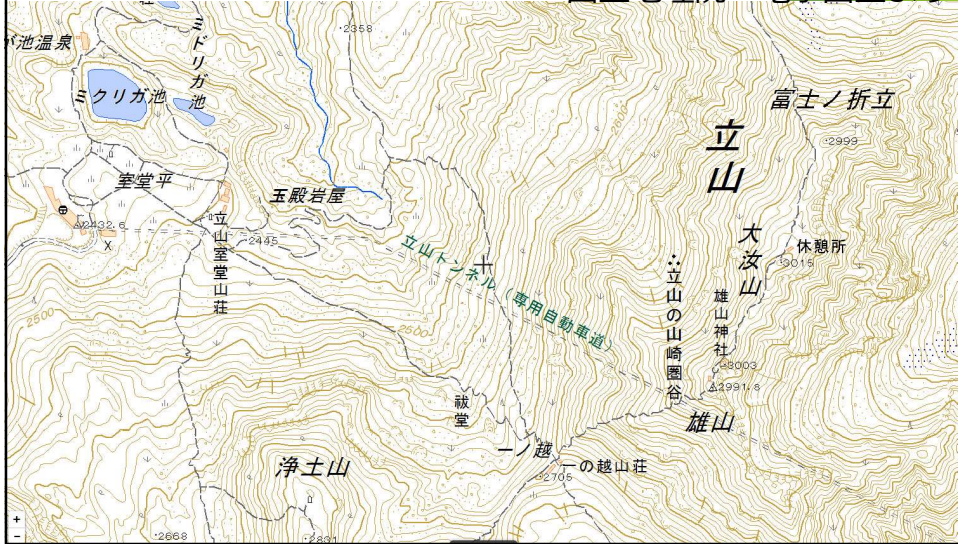 2358
ミドリガ池
ミクリガ池
富士ノ折立
2999
立山
2600
室堂平
玉殿岩屋
2432.6
2445
立山室堂山荘
立山トンネル(専用自動車道)
大汝山
休憩所
3015
立山の山崎圏谷
雄山神社
3003
2991.6
2500
2500
雄山
祓堂
一ノ越
一の越山荘
2705
浄土山
2668
2831
+
-